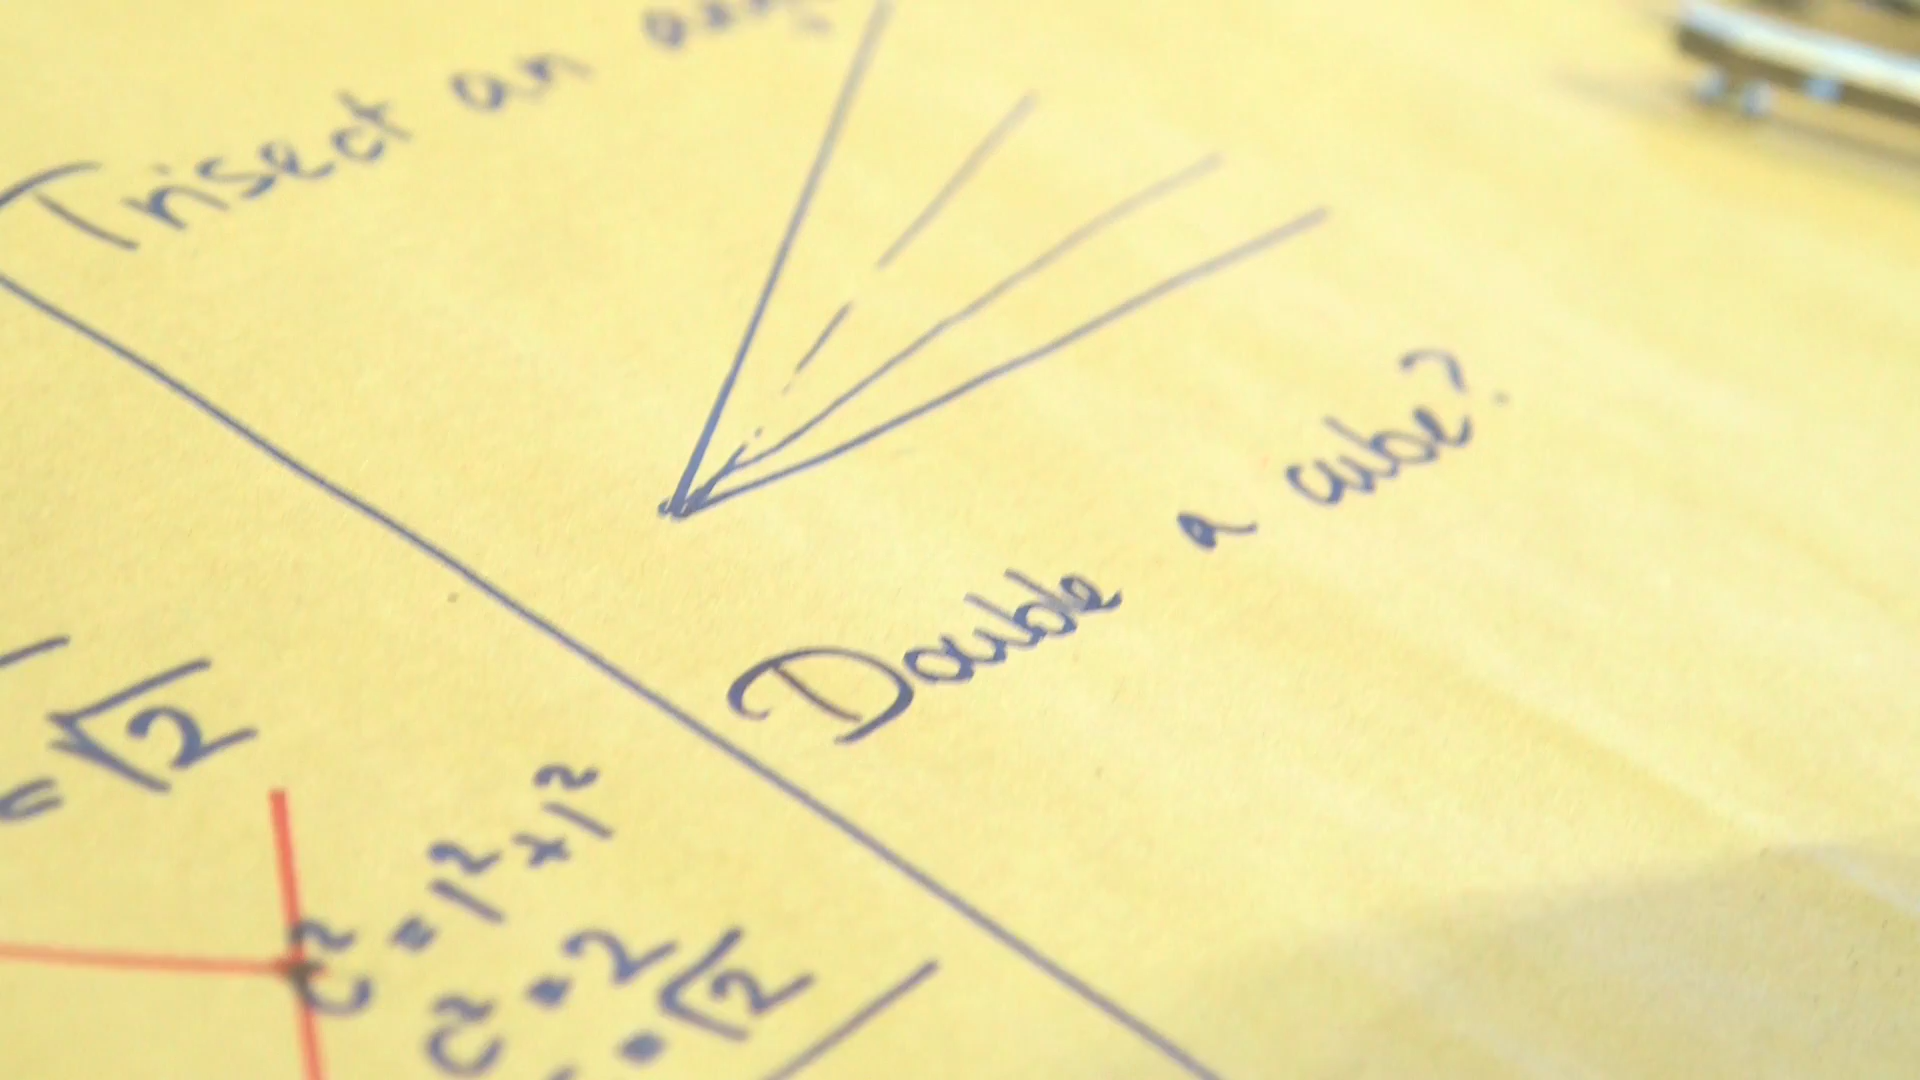 Trisect an
Double a cube?
= √2
C² = 1² + 1²
C² = 2
= √2